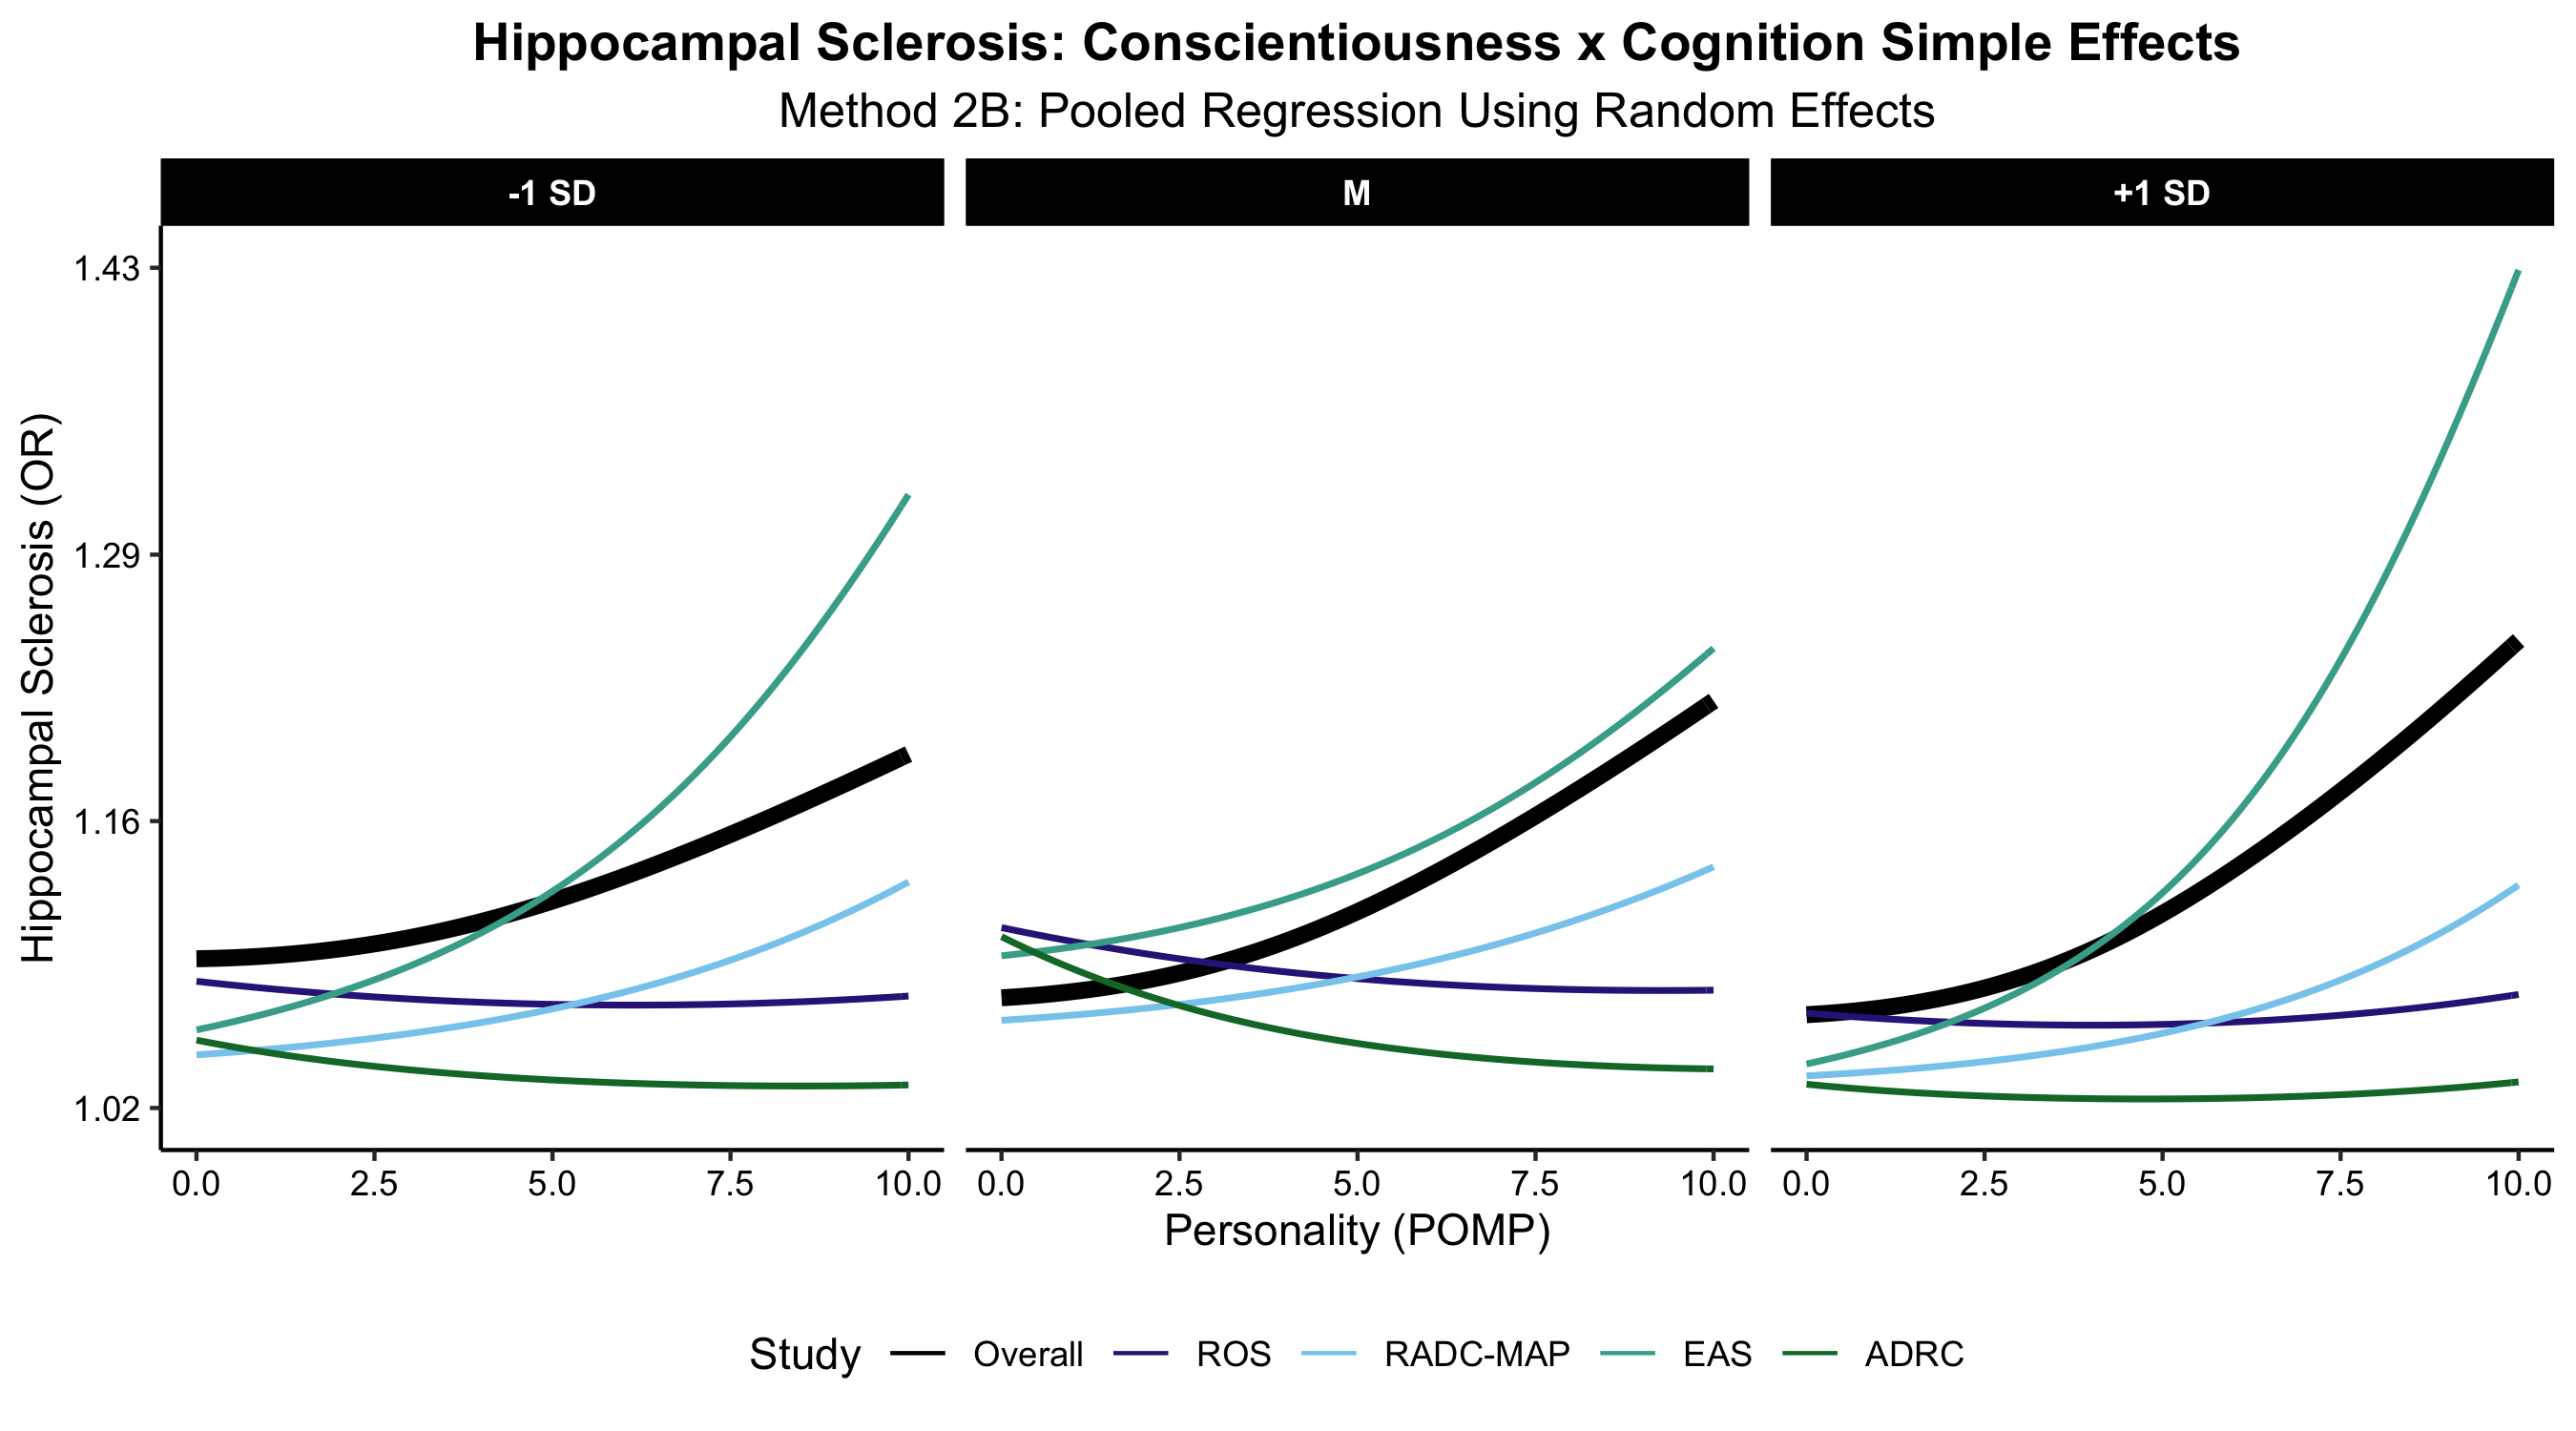 Hippocampal Sclerosis: Conscientiousness x Cognition Simple Effects
Method 2B: Pooled Regression Using Random Effects
-1 SD M +1 SD
Hippocampal Sclerosis (OR)
1.43
1.29
1.16
1.02
0.0 2.5 5.0 7.5 10.0 0.0 2.5 5.0 7.5 10.0 0.0 2.5 5.0 7.5 10.0
Personality (POMP)
Study Overall ROS RADC-MAP EAS ADRC